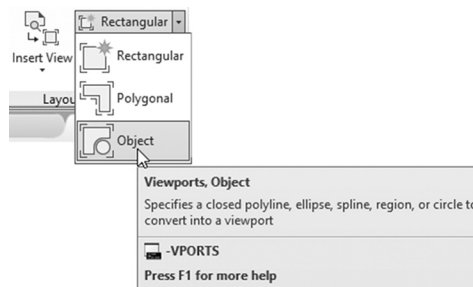 Rectangular
Insert View
Rectangular
Polygonal
Layou
Object
Viewports, Object
Specifies a closed polyline, ellipse, spline, region, or circle to
convert into a viewport
-VPORTS
Press F1 for more help